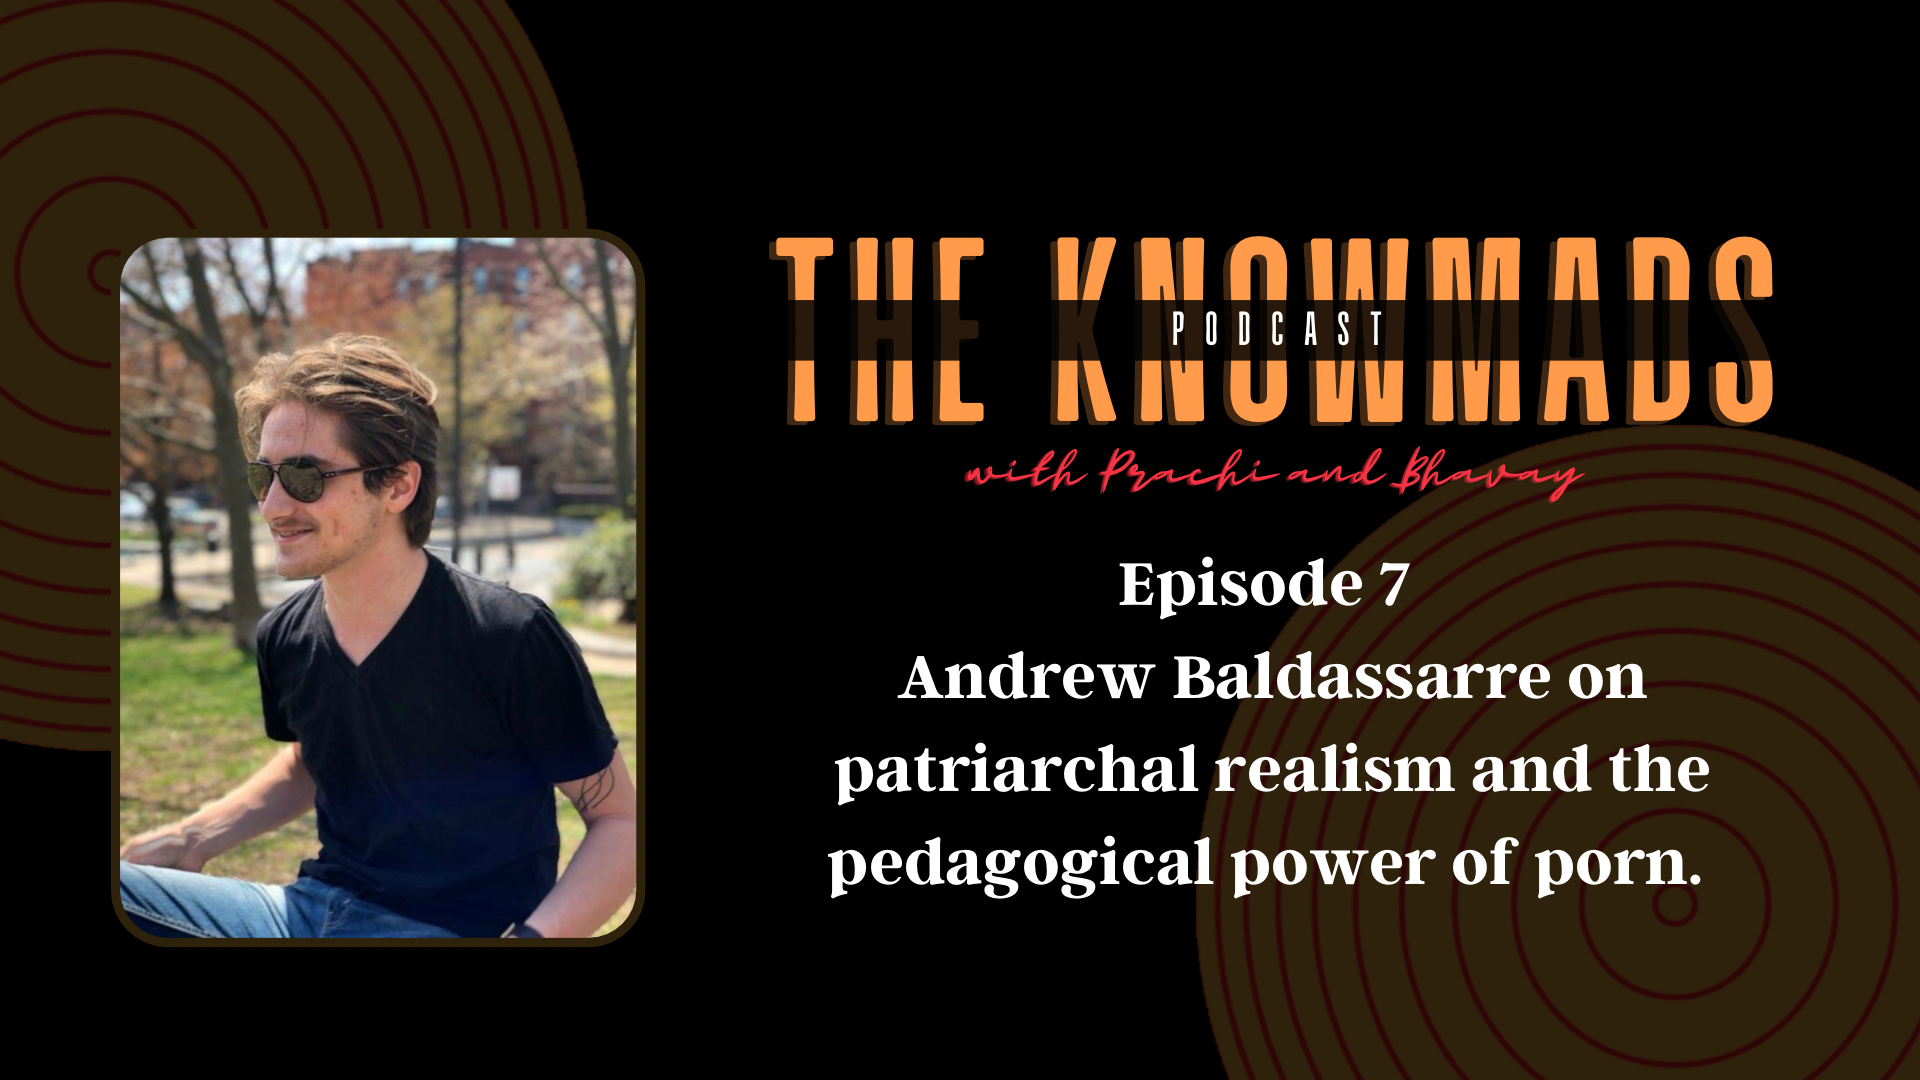 THE KNOWMADS
PODCAST
with Prachi and Bhavay
Episode 7
Andrew Baldassarre on
patriarchal realism and the
pedagogical power of porn.